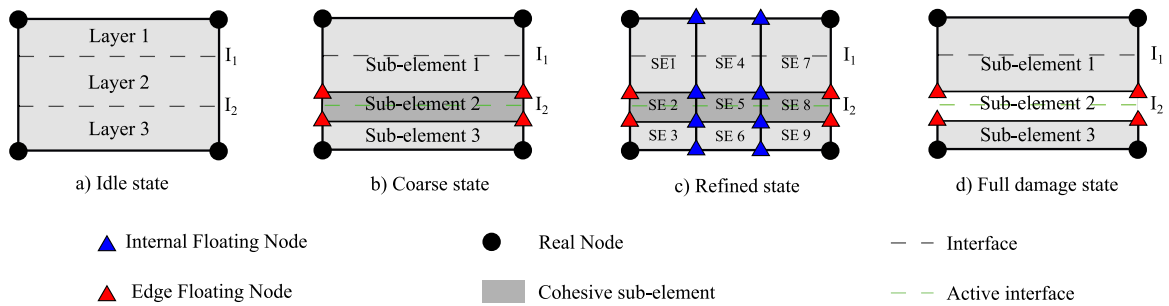 Layer 1
I₁
Layer 2
I₂
Layer 3
a) Idle state
Sub-element 1
I₁
Sub-element 2
I₂
Sub-element 3
b) Coarse state
SE1 SE 4 SE 7
I₁
SE 2 SE 5 SE 8
I₂
SE 3 SE 6 SE 9
c) Refined state
Sub-element 1
I₁
Sub-element 2
I₂
Sub-element 3
d) Full damage state
Internal Floating Node
Real Node
Interface
Edge Floating Node
Cohesive sub-element
Active interface